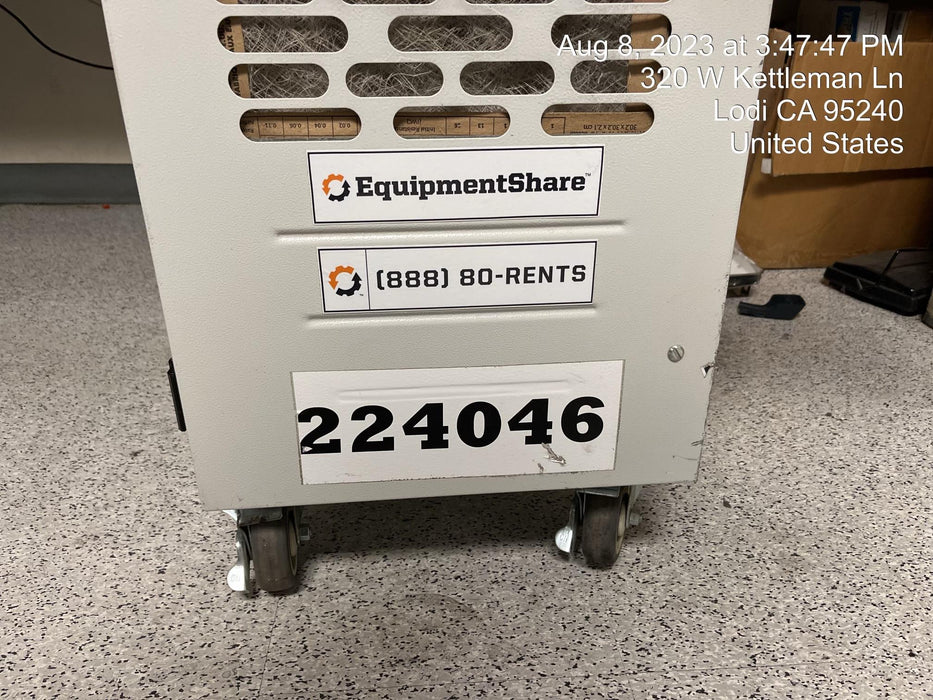 Aug 8, 2023 at 3:47:47 PM
320 W Kettleman Ln
Lodi CA 95240
United States
EquipmentShare™
(888) 80-RENTS
224046